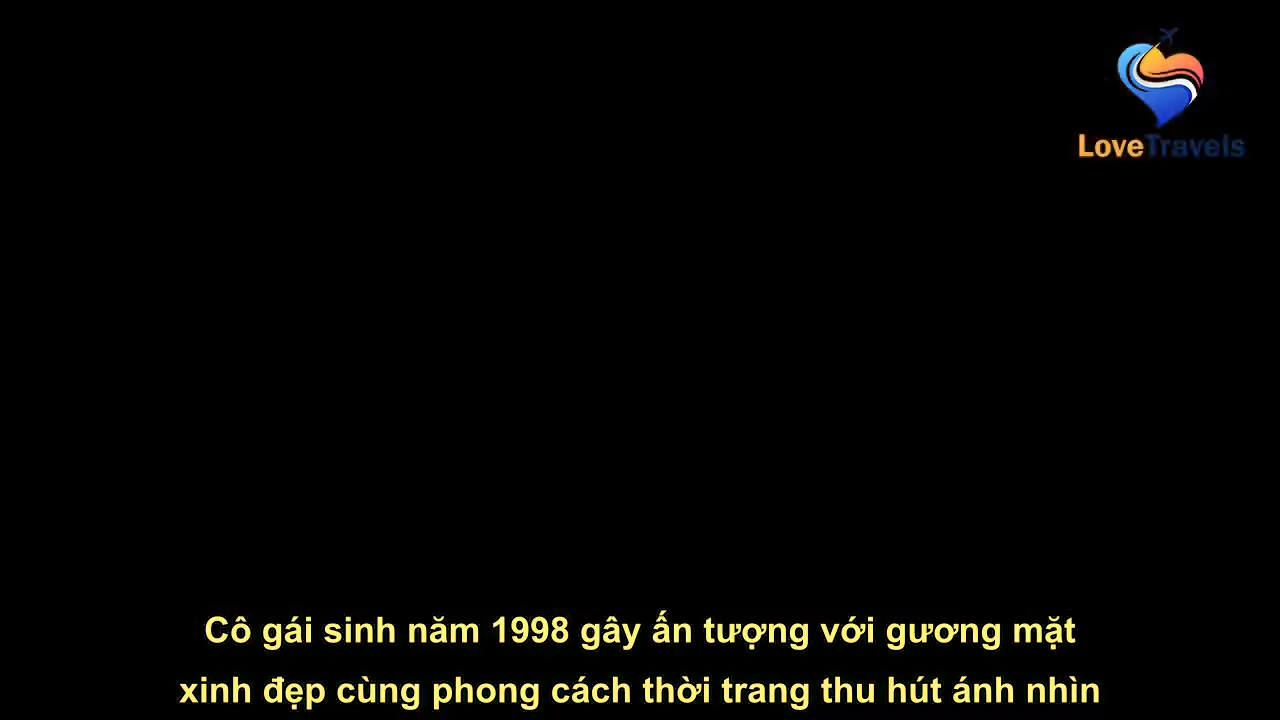 LoveTravels
Cô gái sinh năm 1998 gây ấn tượng với gương mặt
xinh đẹp cùng phong cách thời trang thu hút ánh nhìn